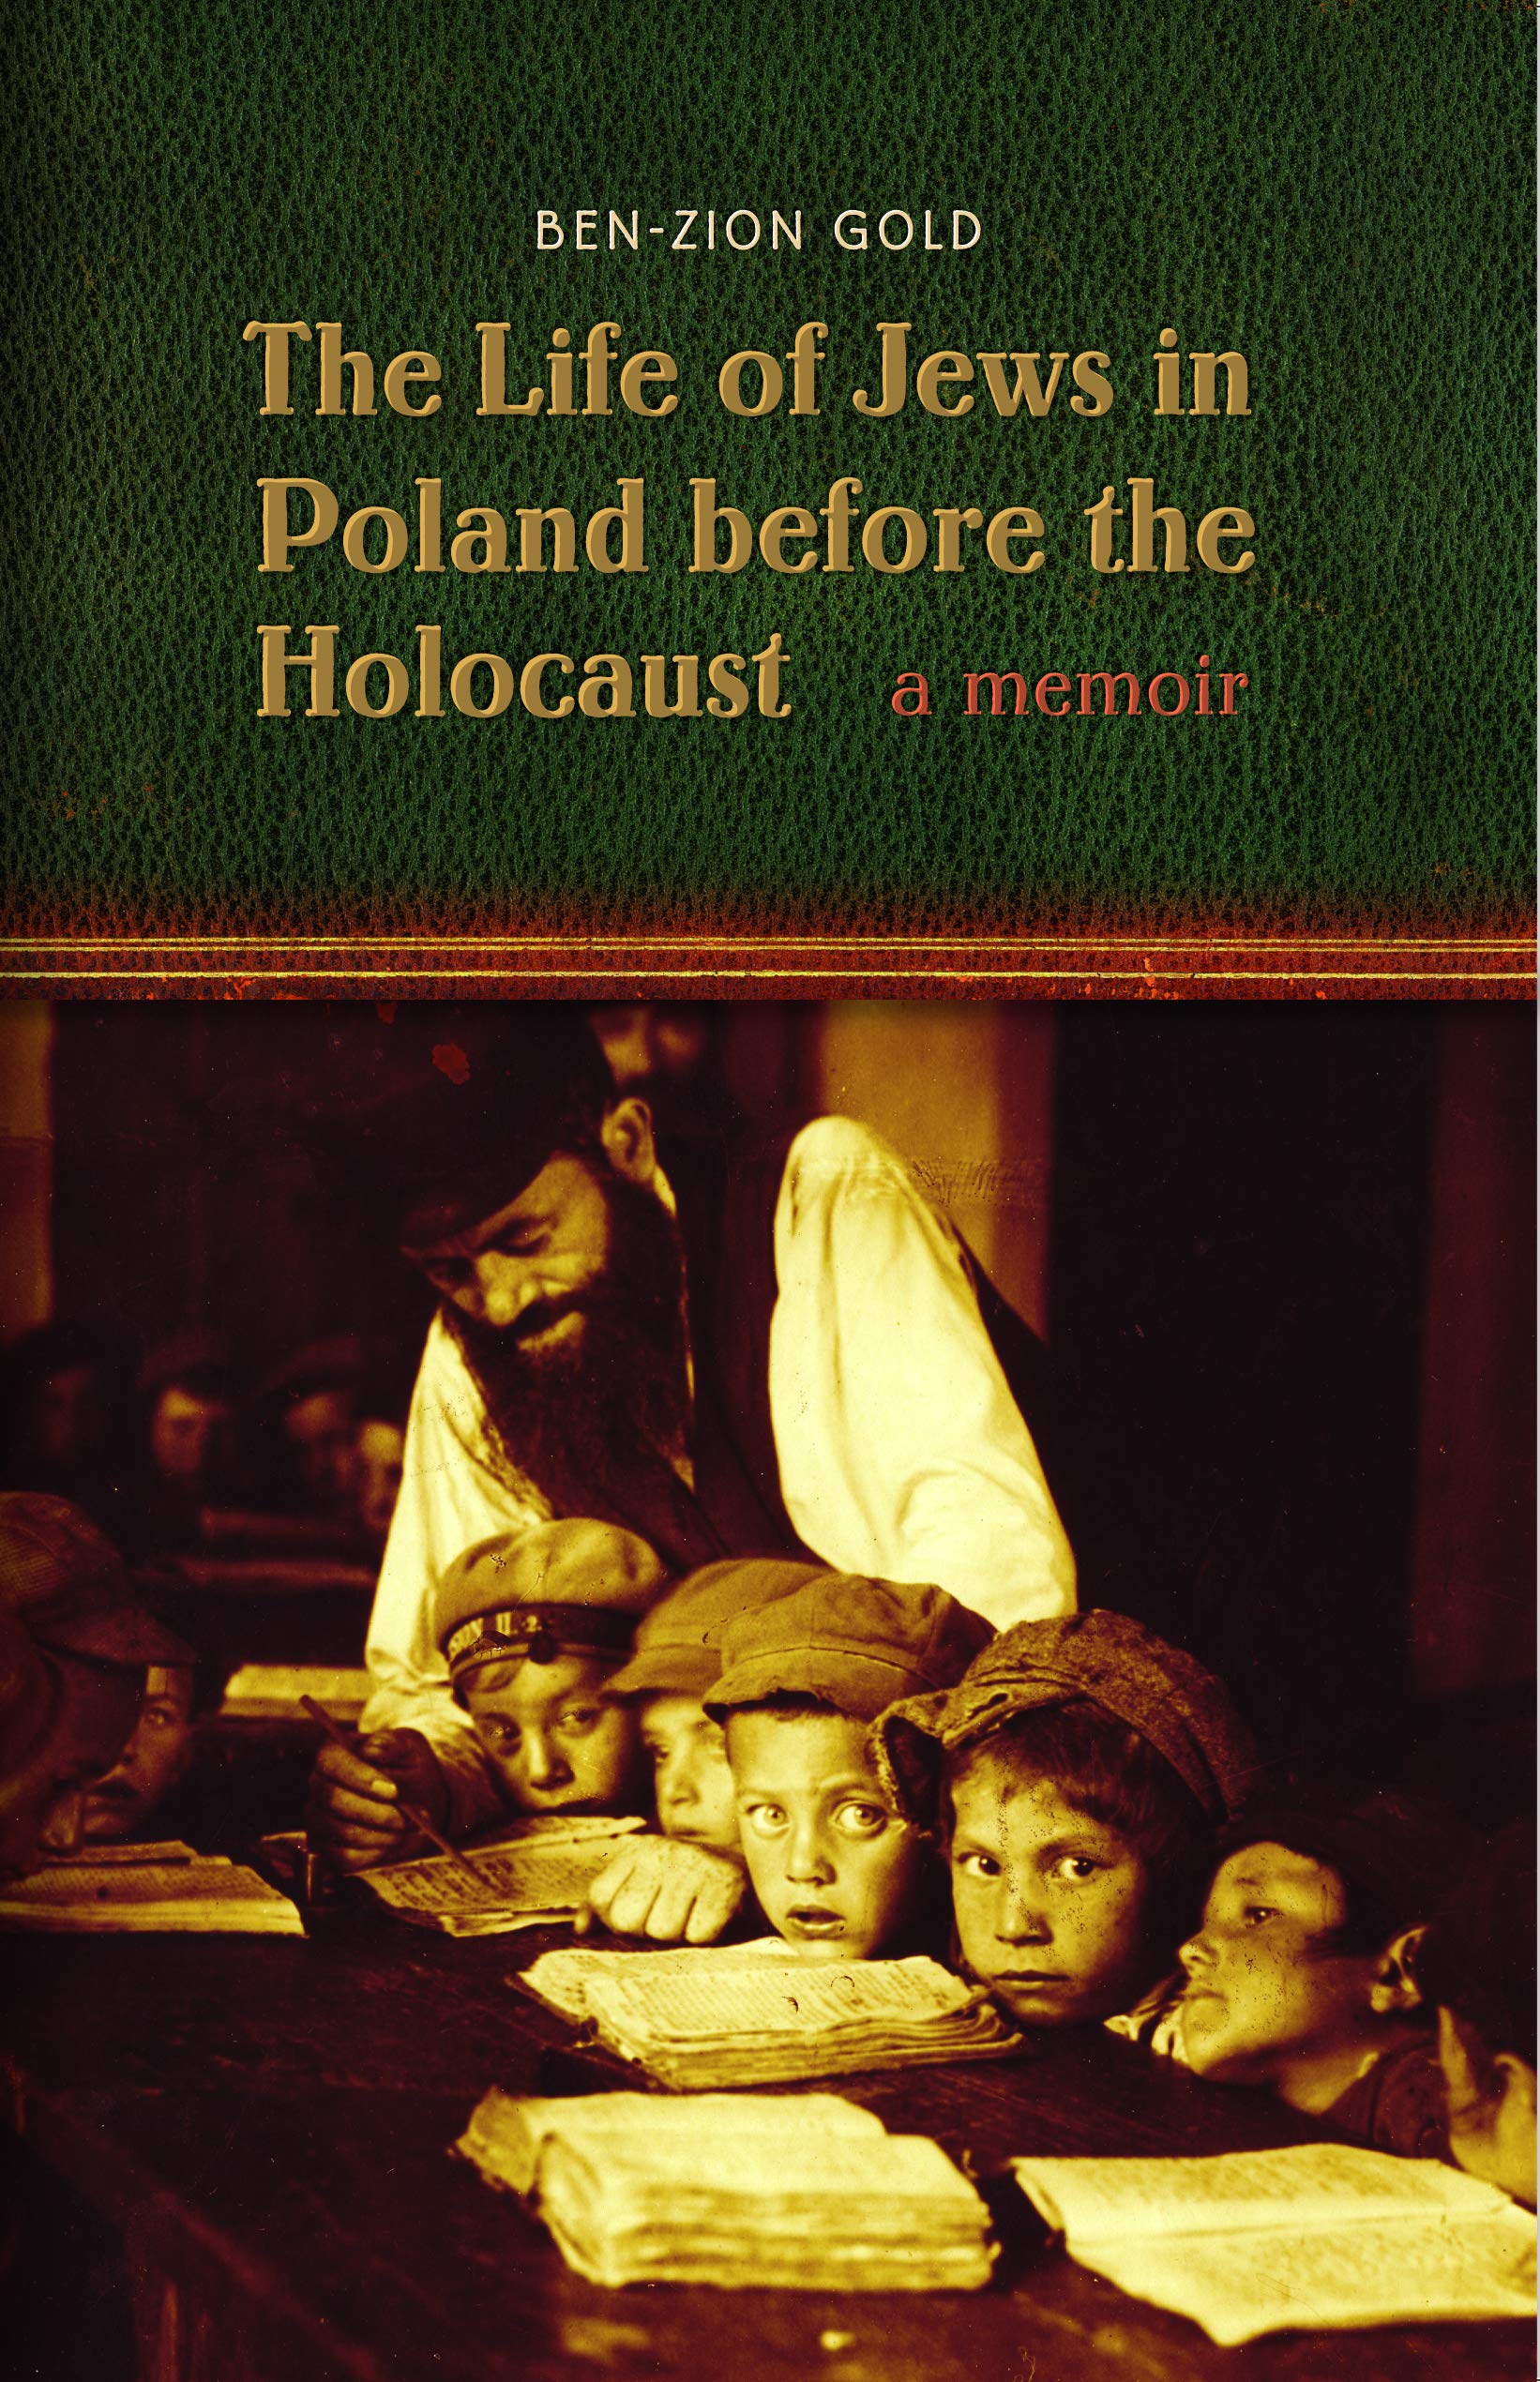 BEN-ZION GOLD
The Life of Jews in
Poland before the
Holocaust a memoir